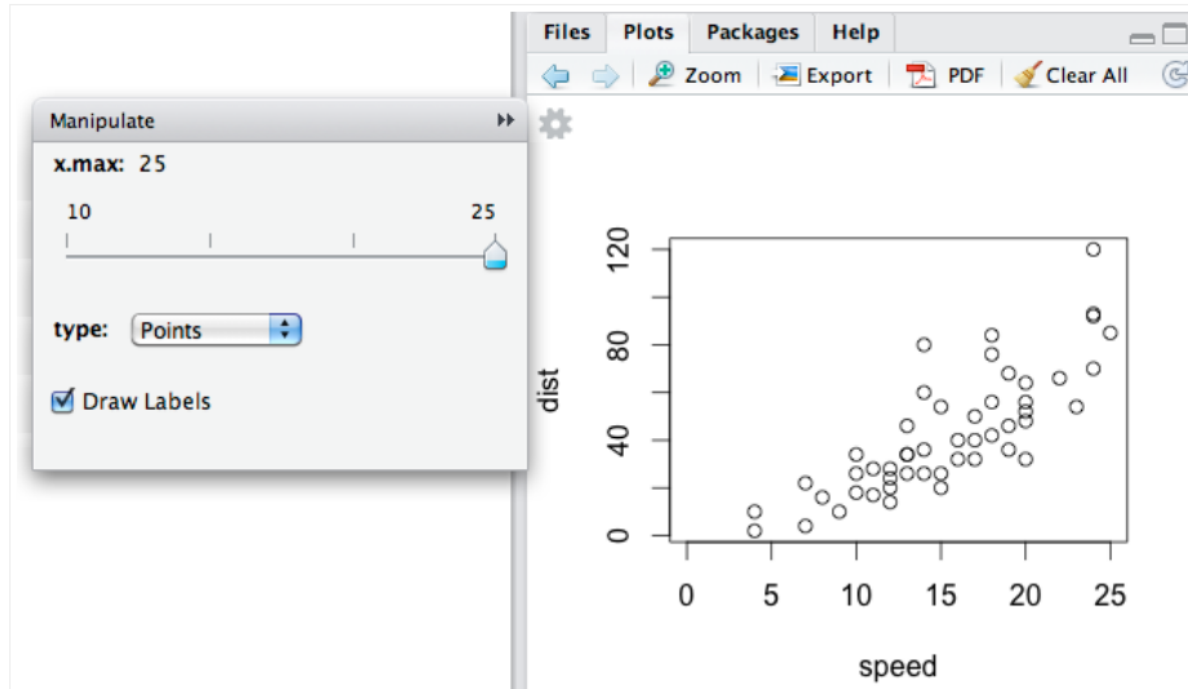 Files Plots Packages Help
Zoom Export PDF Clear All
Manipulate
x.max: 25
10 25
type: Points
Draw Labels
dist
120
80
40
0
0 5 10 15 20 25
speed